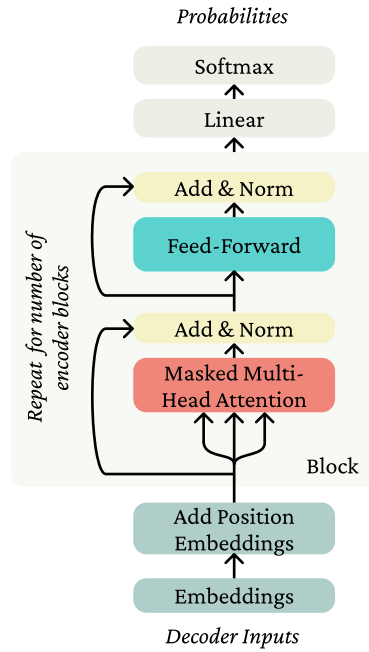 Probabilities
Softmax
Linear
Add & Norm
Feed-Forward
Repeat for number of
encoder blocks
Add & Norm
Masked Multi-
Head Attention
Block
Add Position
Embeddings
Embeddings
Decoder Inputs